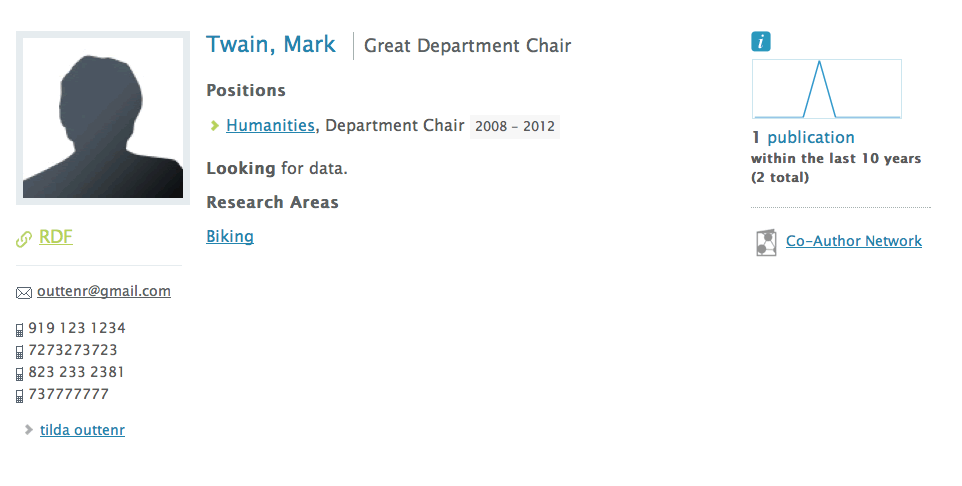 Twain, Mark | Great Department Chair
Positions
Humanities, Department Chair 2008 – 2012
Looking for data.
Research Areas
Biking
RDF
outtenr@gmail.com
919 123 1234
7273273723
823 233 2381
737777777
tilda outtenr
i
1 publication
within the last 10 years
(2 total)
Co-Author Network